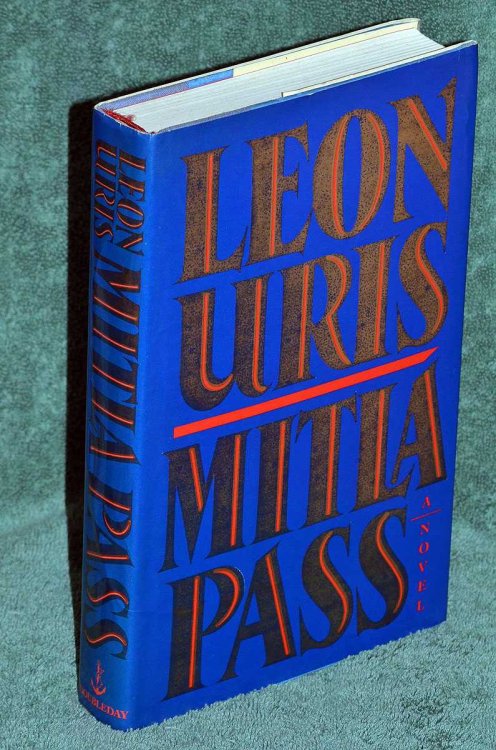 LEON
URIS
MITLA
PASS
A
NOVEL
LEON
URIS
MITLA PASS
DOUBLEDAY